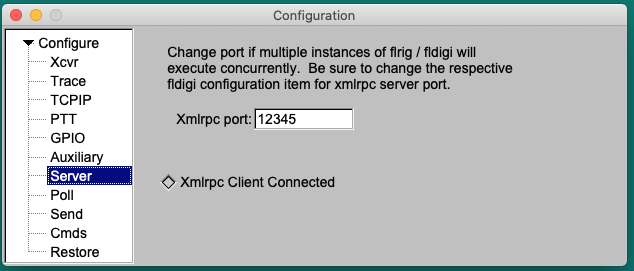 Configuration
Configure
Xcvr
Trace
TCPIP
PTT
GPIO
Auxiliary
Server
Poll
Send
Cmds
Restore
Change port if multiple instances of flrig / fldigi will
execute concurrently.  Be sure to change the respective
fldigi configuration item for xmlrpc server port.
Xmlrpc port: 12345
Xmlrpc Client Connected